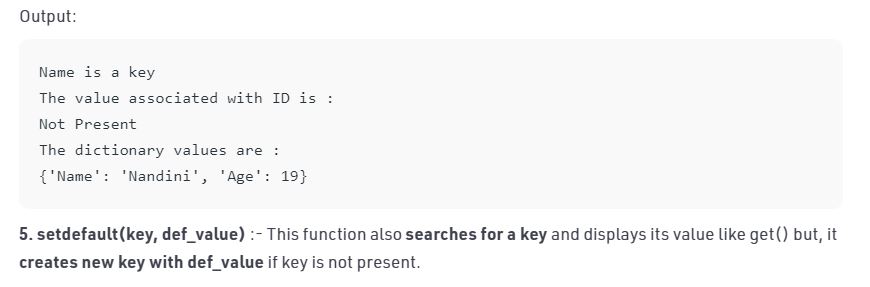 Output:
Name is a key
The value associated with ID is :
Not Present
The dictionary values are :
{'Name': 'Nandini', 'Age': 19}
5. setdefault(key, def_value) :- This function also searches for a key and displays its value like get() but, it
creates new key with def_value if key is not present.